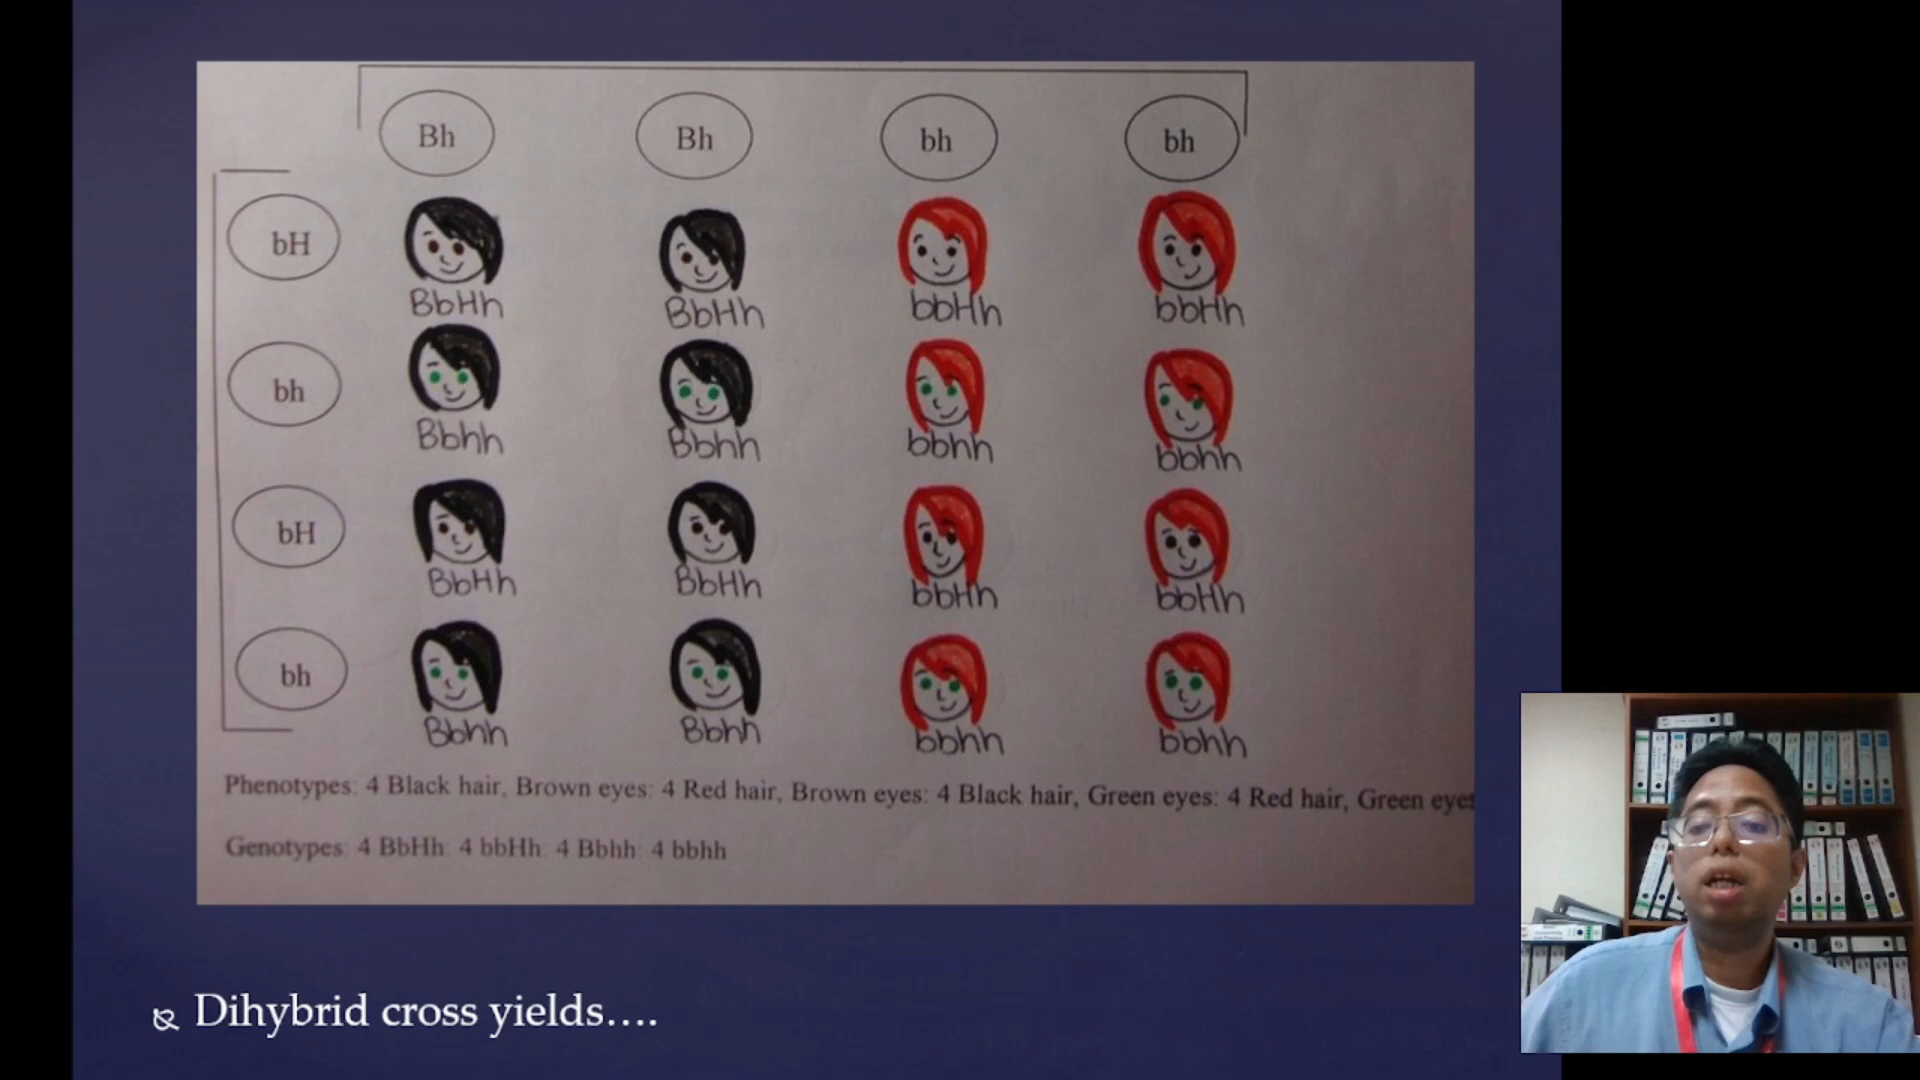 Bh Bh bh bh
bH
BbHh BbHh bbHh bbHh
bh
Bbhh Bbhh bbhh bbhh
bH
BbHh BbHh bbHh bbHh
bh
Bbhh Bbhh bbhh bbhh
Phenotypes: 4 Black hair, Brown eyes: 4 Red hair, Brown eyes: 4 Black hair, Green eyes: 4 Red hair, Green eyes
Genotypes: 4 BbHh: 4 bbHh: 4 Bbhh: 4 bbhh
Dihybrid cross yields....